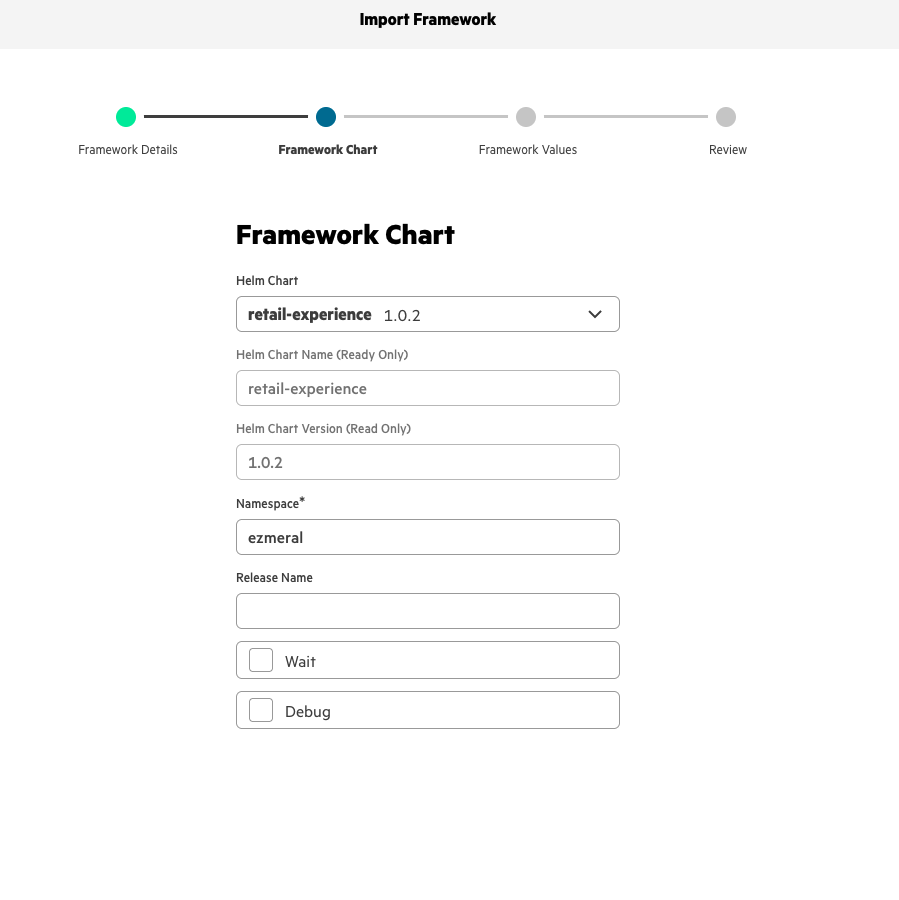 Import Framework
Framework Details
Framework Chart
Framework Values
Review
Framework Chart
Helm Chart
retail-experience 1.0.2
Helm Chart Name (Ready Only)
retail-experience
Helm Chart Version (Read Only)
1.0.2
Namespace*
ezmeral
Release Name
Wait
Debug